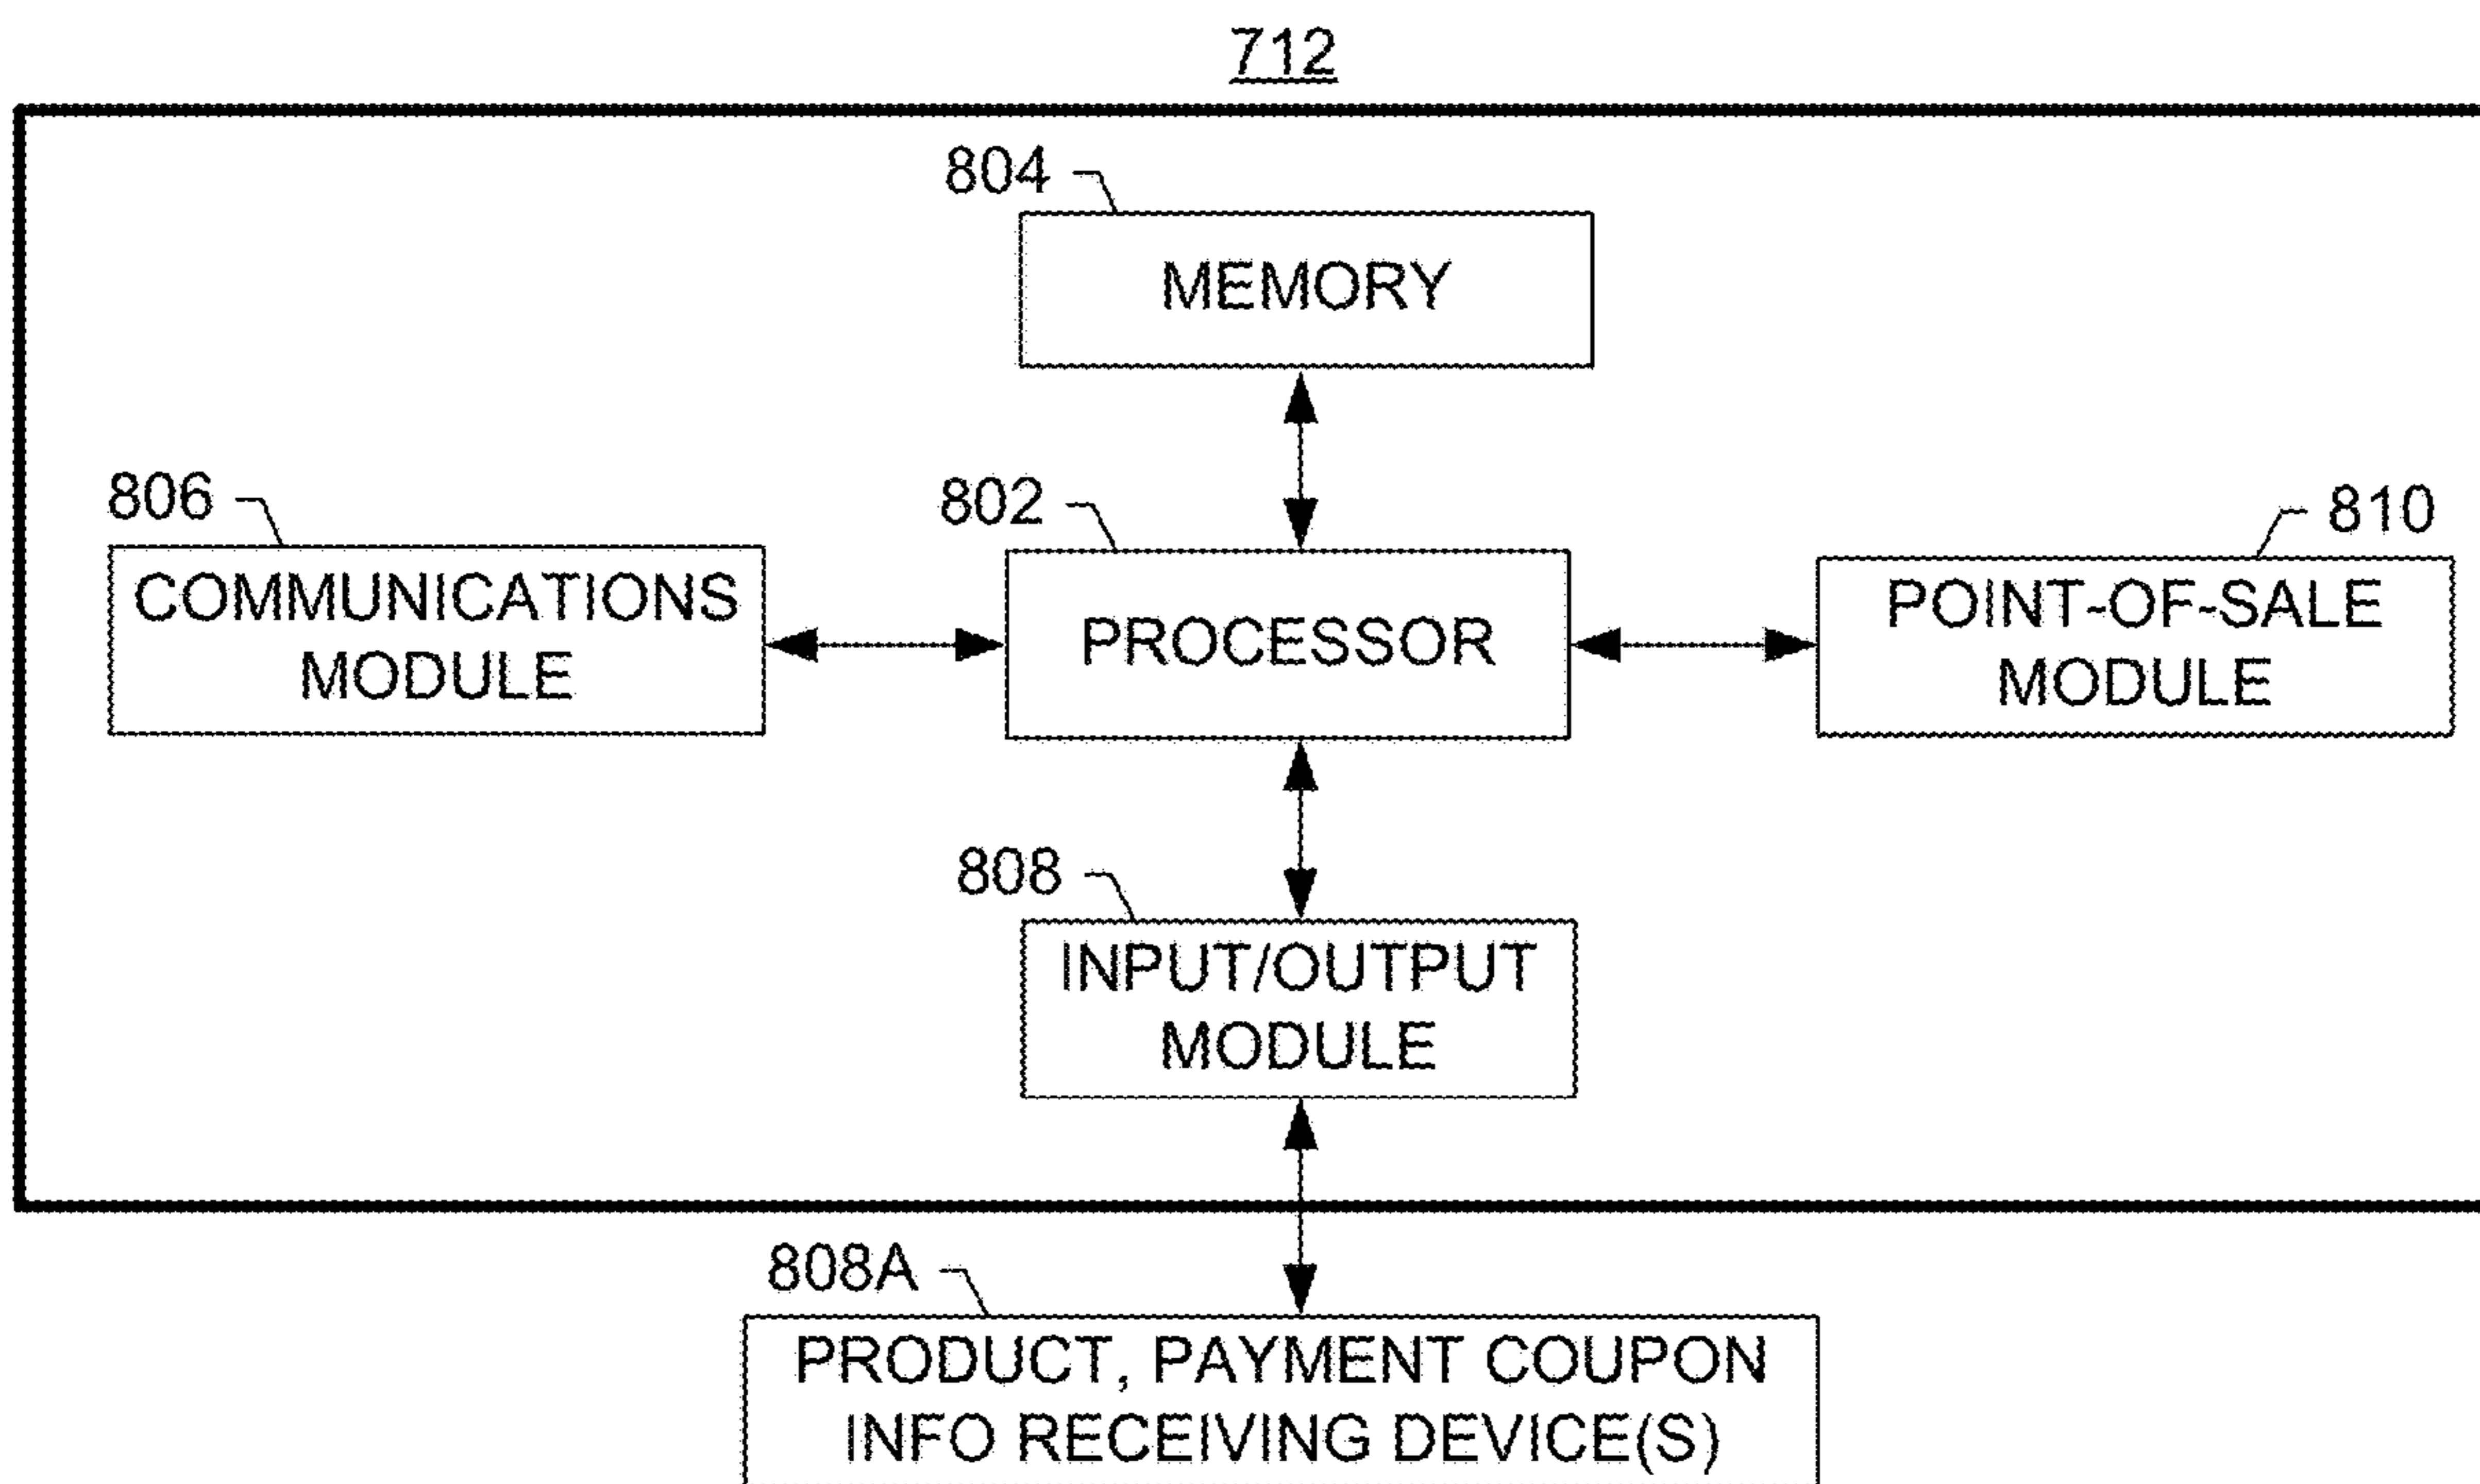 712
804
MEMORY
806
802
810
COMMUNICATIONS
MODULE
PROCESSOR
POINT-OF-SALE
MODULE
808
INPUT/OUTPUT
MODULE
808A
PRODUCT, PAYMENT COUPON
INFO RECEIVING DEVICE(S)